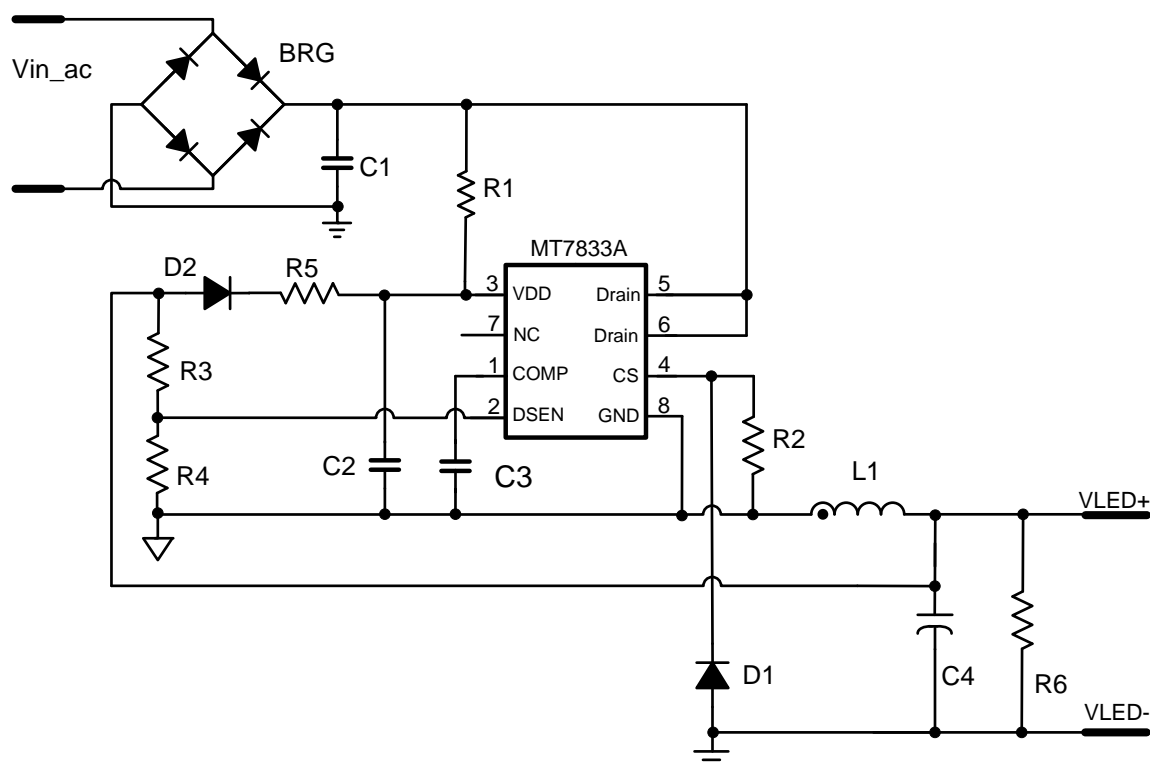 BRG
Vin_ac
C1
R1
MT7833A
D2
R5
3
VDD
Drain
5
7
NC
Drain
6
R3
1
COMP
CS
4
2
DSEN
GND
8
R2
R4
C2
C3
L1
VLED+
D1
C4
R6
VLED-